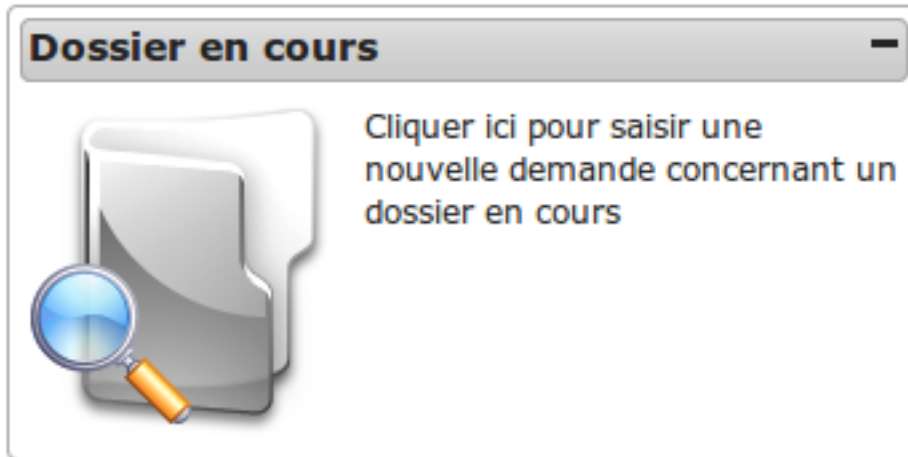 Dossier en cours
Cliquer ici pour saisir une
nouvelle demande concernant un
dossier en cours